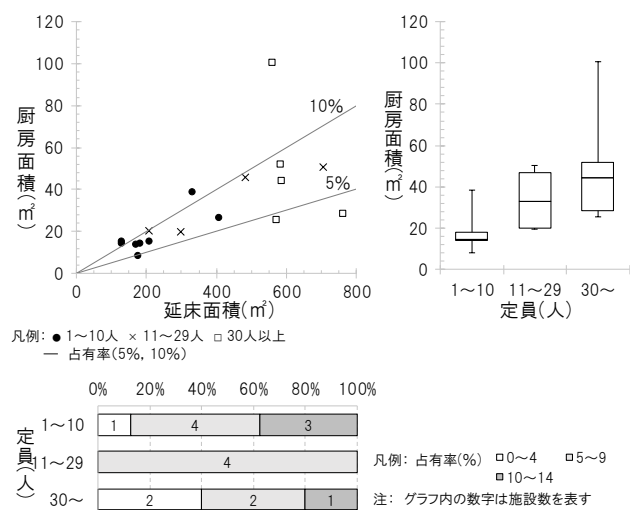 120
100
80
60
40
20
0
厨房面積(㎡)
10%
5%
0 200 400 600 800
延床面積(㎡)
凡例: ● 1～10人 × 11～29人 □ 30人以上
― 占有率(5%, 10%)
120
100
80
60
40
20
0
厨房面積(㎡)
1～10 11～29 30～
定員(人)
0% 20% 40% 60% 80% 100%
定員(人)
1～10 1 4 3
11～29 4
30～ 2 2 1
凡例: 占有率(%) □0～4 □5～9
□10～14
注: グラフ内の数字は施設数を表す